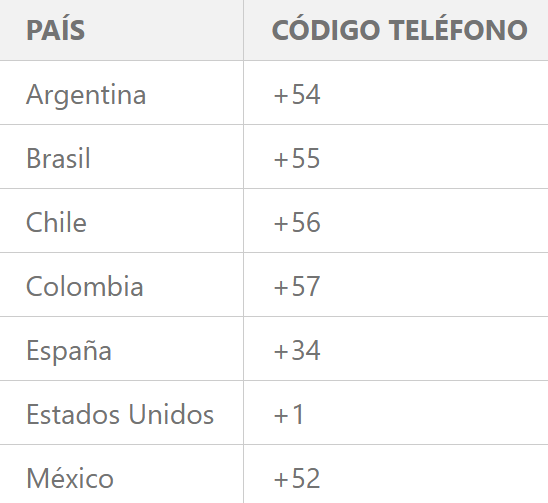 PAÍS CÓDIGO TELÉFONO
Argentina +54
Brasil +55
Chile +56
Colombia +57
España +34
Estados Unidos +1
México +52